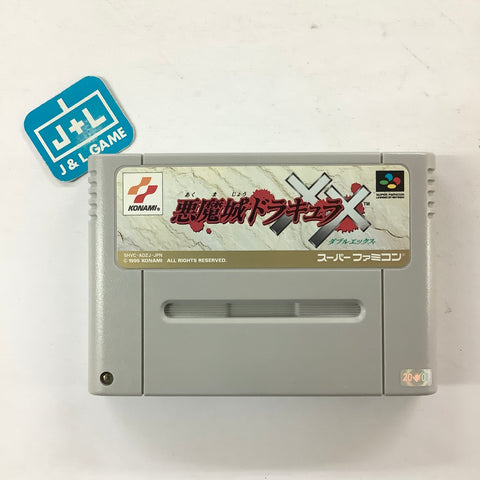 J+L
J & L GAME
KONAMI
あく ま じょう
悪魔城ドラキュラXX
TM
ダブル・エックス
SUPER FAMICOM
SHVC-ADZJ-JPN
© 1995 KONAMI ALL RIGHTS RESERVED.
スーパーファミコン